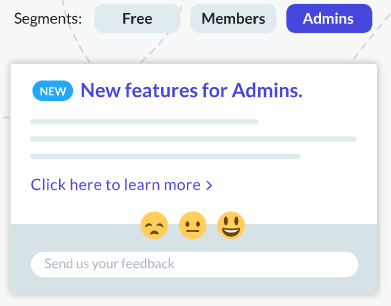 Segments: Free Members Admins
NEW New features for Admins.
Click here to learn more >
Send us your feedback